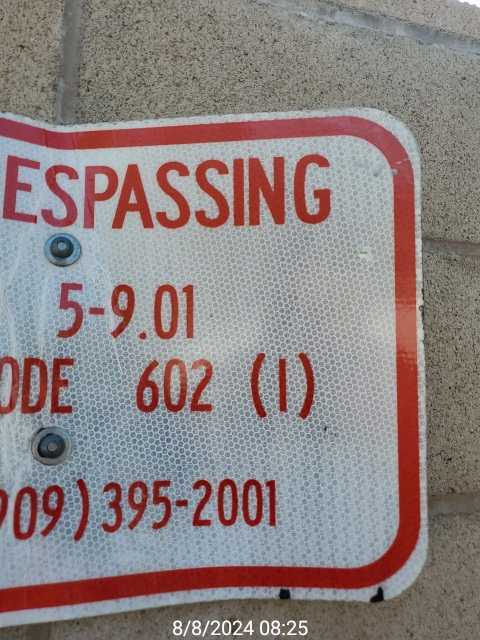 ESPASSING
5-9.01
ODE 602 (I)
909) 395-2001
8/8/2024 08:25